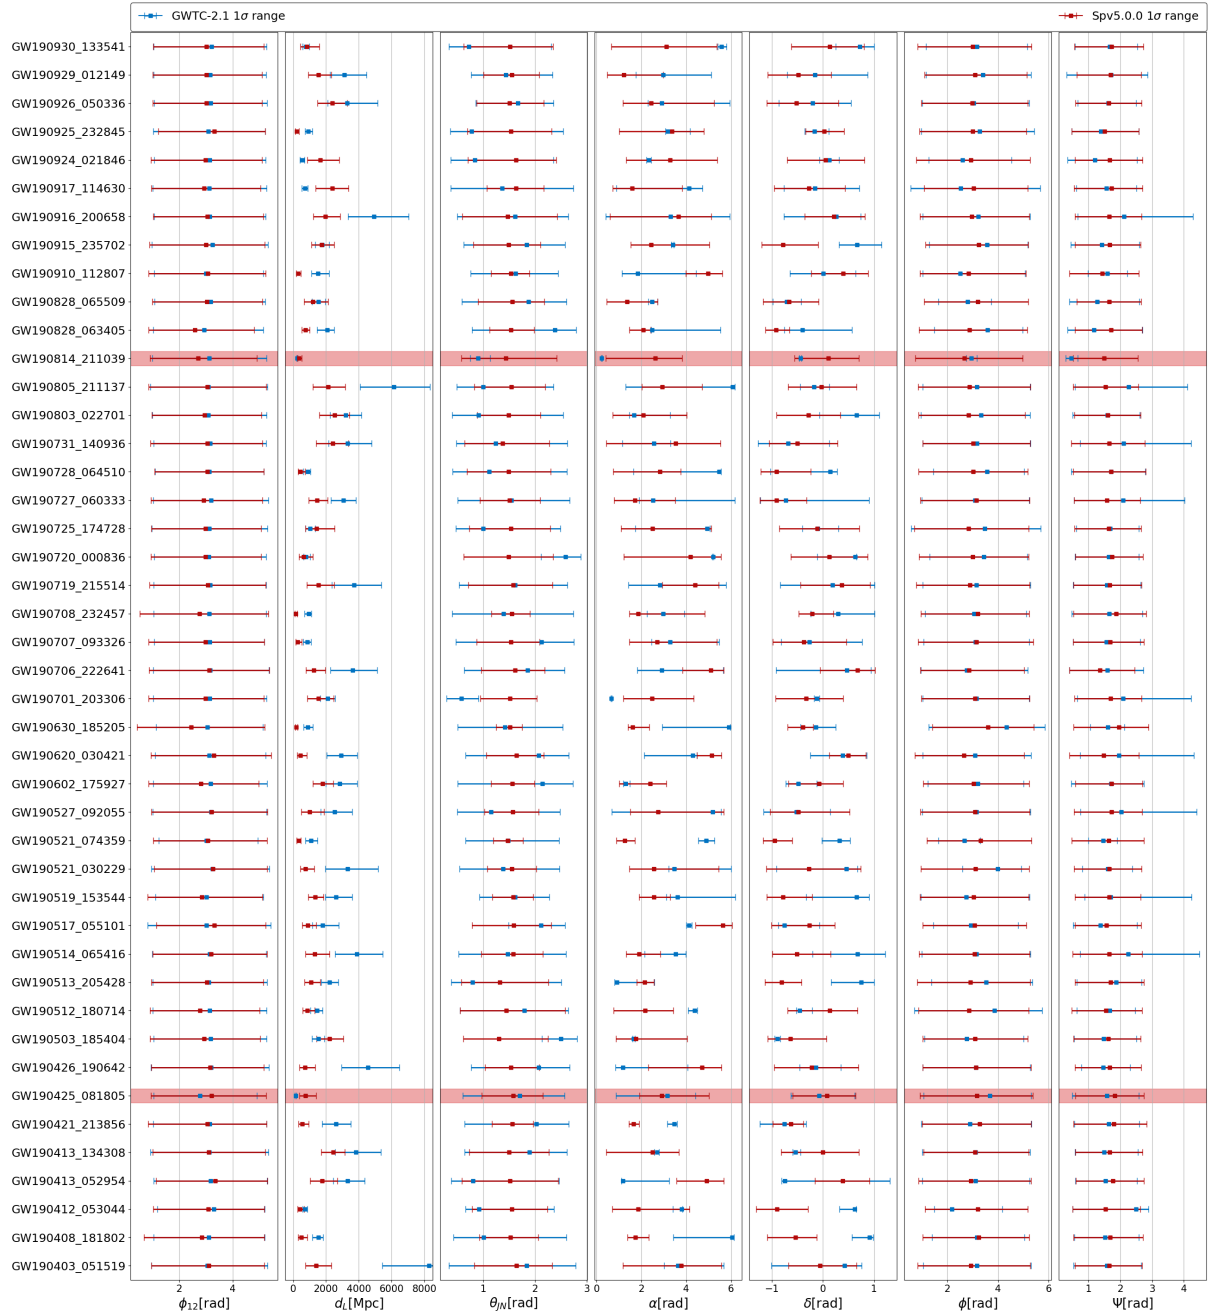 GWTC-2.1 1σ range
Spv5.0.0 1σ range
GW190930_133541
GW190929_012149
GW190926_050336
GW190925_232845
GW190924_021846
GW190917_114630
GW190916_200658
GW190915_235702
GW190910_112807
GW190828_065509
GW190828_063405
GW190814_211039
GW190805_211137
GW190803_022701
GW190731_140936
GW190728_064510
GW190727_060333
GW190725_174728
GW190720_000836
GW190719_215514
GW190708_232457
GW190707_093326
GW190706_222641
GW190701_203306
GW190630_185205
GW190620_030421
GW190602_175927
GW190527_092055
GW190521_074359
GW190521_030229
GW190519_153544
GW190517_055101
GW190514_065416
GW190513_205428
GW190512_180714
GW190503_185404
GW190426_190642
GW190425_081805
GW190421_213856
GW190413_134308
GW190413_052954
GW190412_053044
GW190408_181802
GW190403_051519
2 4 0 2000 4000 6000 8000 1 2 3 0 2 4 6 −1 0 1 0 2 4 6 1 2 3 4
ϕ12[rad] dL[Mpc] θJN[rad] α[rad] δ[rad] ϕ[rad] Ψ[rad]